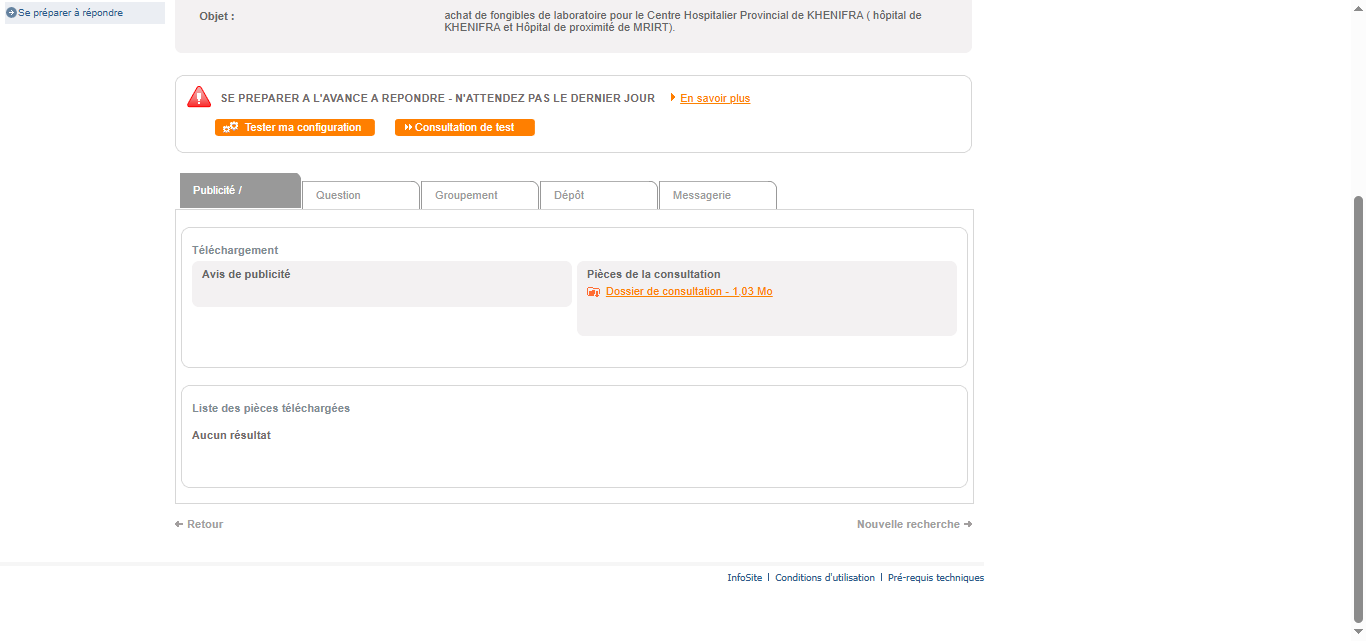 Se préparer à répondre
Objet :
achat de fongibles de laboratoire pour le Centre Hospitalier Provincial de KHENIFRA ( hôpital de
KHENIFRA et Hôpital de proximité de MRIRT).
SE PREPARER A L'AVANCE A REPONDRE - N'ATTENDEZ PAS LE DERNIER JOUR
En savoir plus
Tester ma configuration
Consultation de test
Publicité /
Question
Groupement
Dépôt
Messagerie
Téléchargement
Avis de publicité
Pièces de la consultation
Dossier de consultation - 1,03 Mo
Liste des pièces téléchargées
Aucun résultat
Retour
Nouvelle recherche
InfoSite | Conditions d'utilisation | Pré-requis techniques